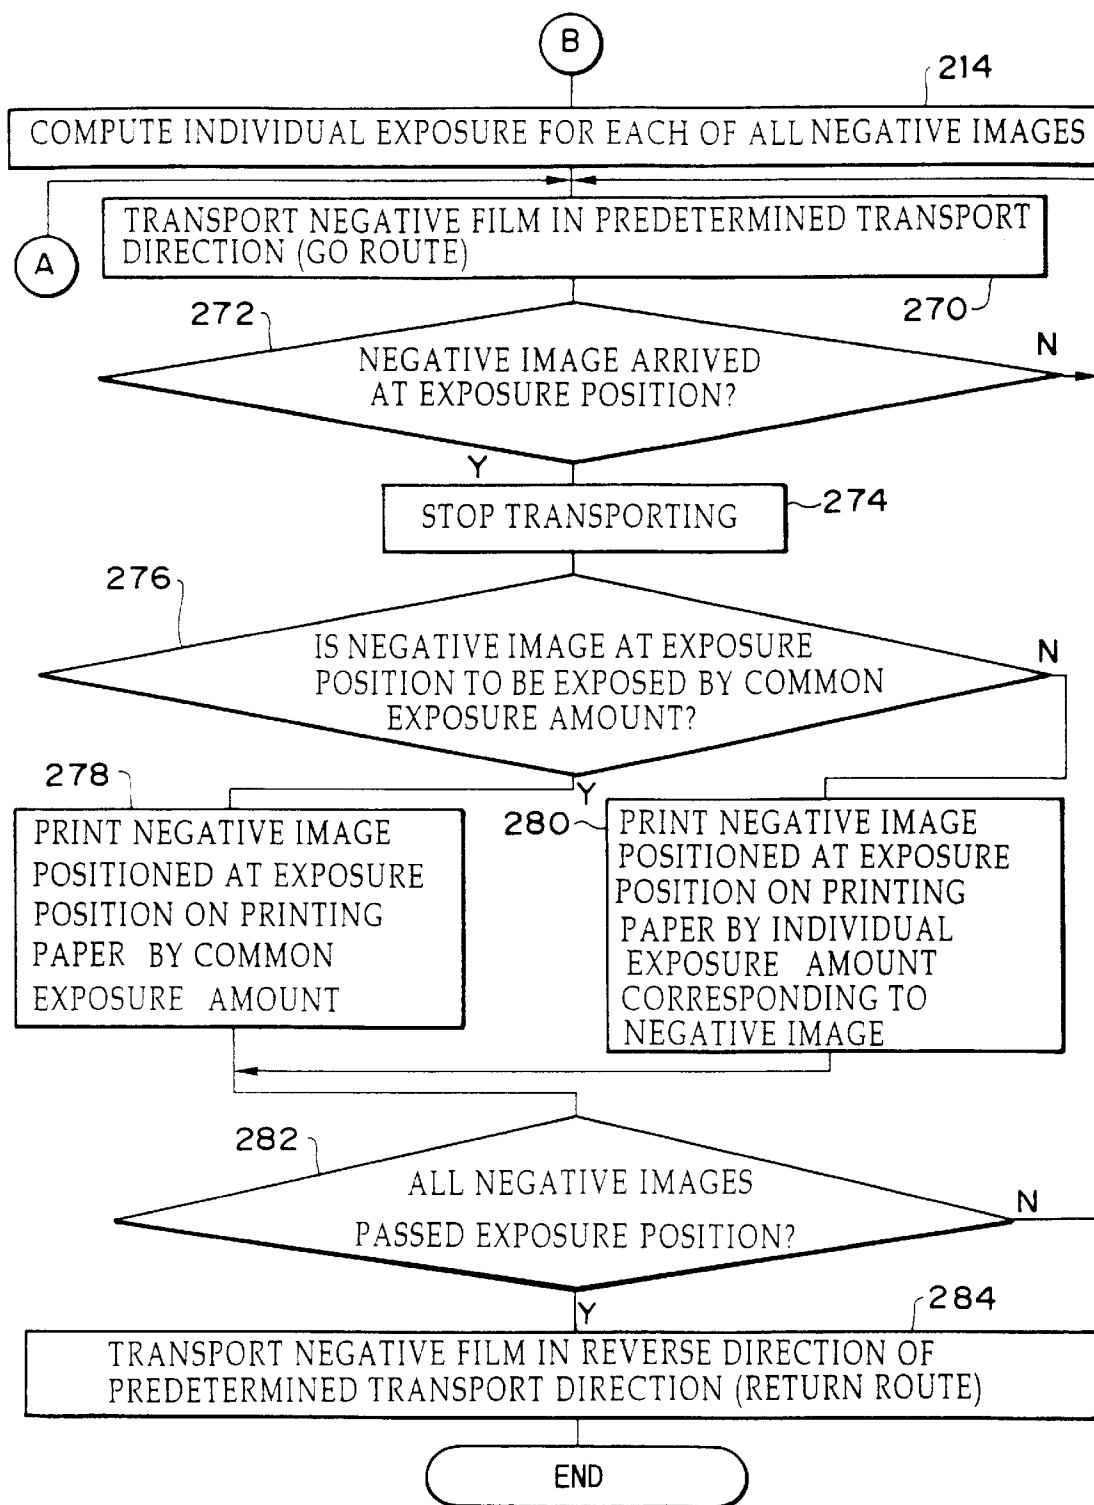 B
214
COMPUTE INDIVIDUAL EXPOSURE FOR EACH OF ALL NEGATIVE IMAGES
A
TRANSPORT NEGATIVE FILM IN PREDETERMINED TRANSPORT
DIRECTION (GO ROUTE)
270
272
NEGATIVE IMAGE ARRIVED
AT EXPOSURE POSITION?
N
Y
STOP TRANSPORTING
274
276
IS NEGATIVE IMAGE AT EXPOSURE
POSITION TO BE EXPOSED BY COMMON
EXPOSURE AMOUNT?
N
Y
278
PRINT NEGATIVE IMAGE
POSITIONED AT EXPOSURE
POSITION ON PRINTING
PAPER BY COMMON
EXPOSURE AMOUNT
280
PRINT NEGATIVE IMAGE
POSITIONED AT EXPOSURE
POSITION ON PRINTING
PAPER BY INDIVIDUAL
EXPOSURE AMOUNT
CORRESPONDING TO
NEGATIVE IMAGE
282
ALL NEGATIVE IMAGES
PASSED EXPOSURE POSITION?
N
Y
284
TRANSPORT NEGATIVE FILM IN REVERSE DIRECTION OF
PREDETERMINED TRANSPORT DIRECTION (RETURN ROUTE)
END